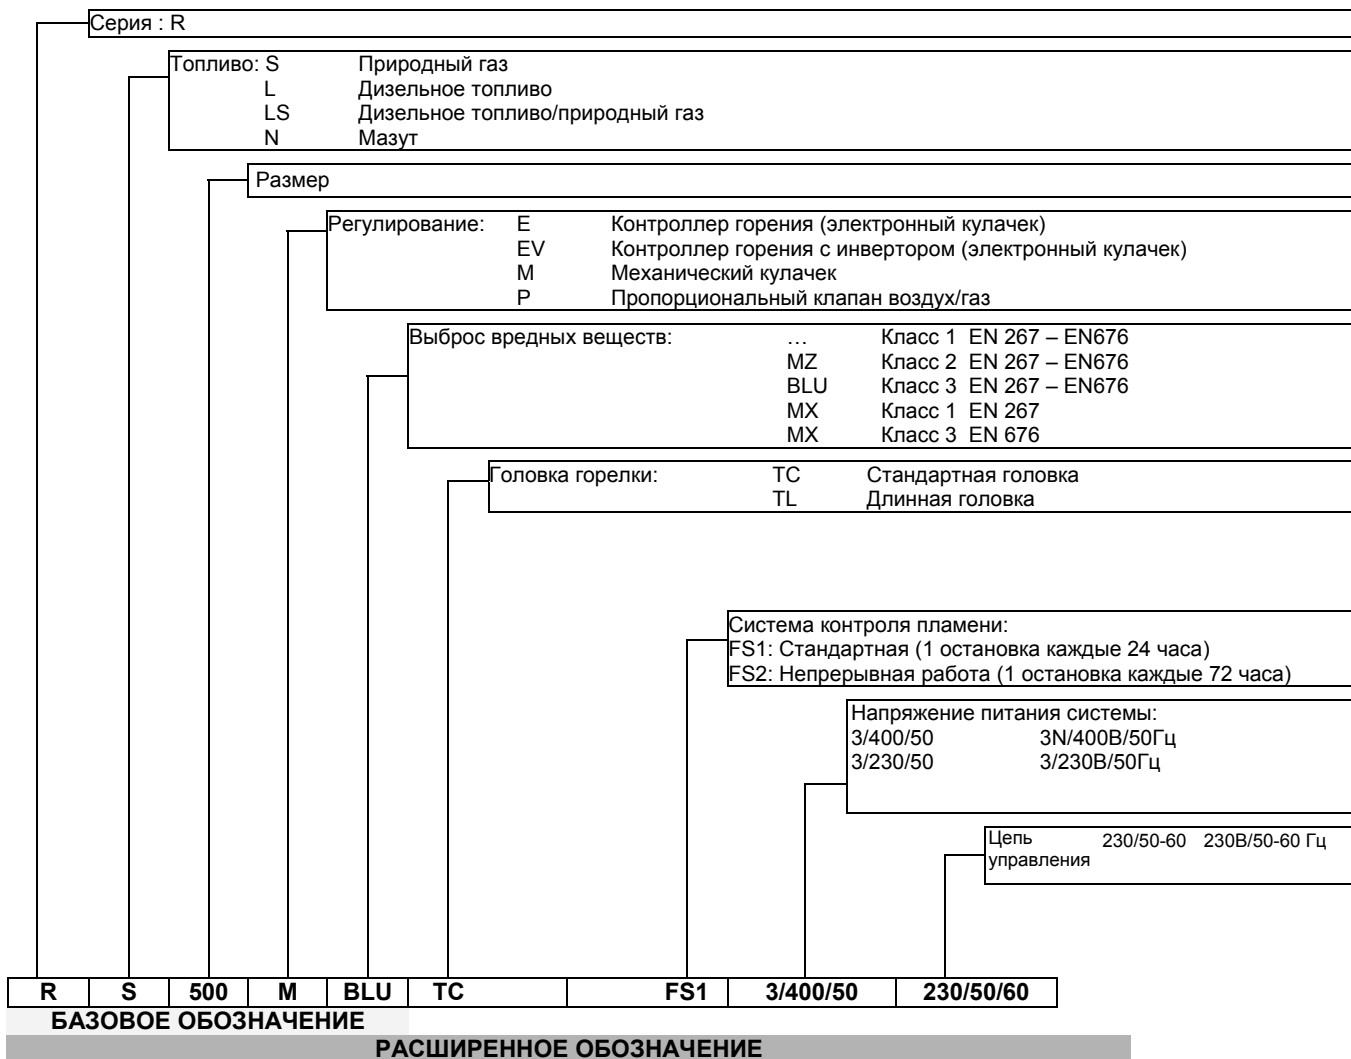 Серия : R
Топливо: S Природный газ
L Дизельное топливо
LS Дизельное топливо/природный газ
N Мазут
Размер
Регулирование: E Контроллер горения (электронный кулачек)
EV Контроллер горения с инвертором (электронный кулачек)
M Механический кулачек
P Пропорциональный клапан воздух/газ
Выброс вредных веществ: … Класс 1 EN 267 – EN676
MZ Класс 2 EN 267 – EN676
BLU Класс 3 EN 267 – EN676
MX Класс 1 EN 267
MX Класс 3 EN 676
Головка горелки: TC Стандартная головка
TL Длинная головка
Система контроля пламени:
FS1: Стандартная (1 остановка каждые 24 часа)
FS2: Непрерывная работа (1 остановка каждые 72 часа)
Напряжение питания системы:
3/400/50 3N/400В/50Гц
3/230/50 3/230В/50Гц
Цепь управления 230/50-60 230В/50-60 Гц
R S 500 M BLU TC FS1 3/400/50 230/50/60
БАЗОВОЕ ОБОЗНАЧЕНИЕ
РАСШИРЕННОЕ ОБОЗНАЧЕНИЕ